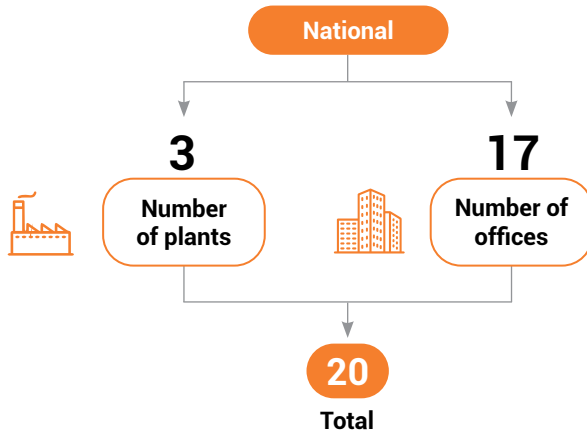 National
3
Number
of plants
17
Number of
offices
20
Total